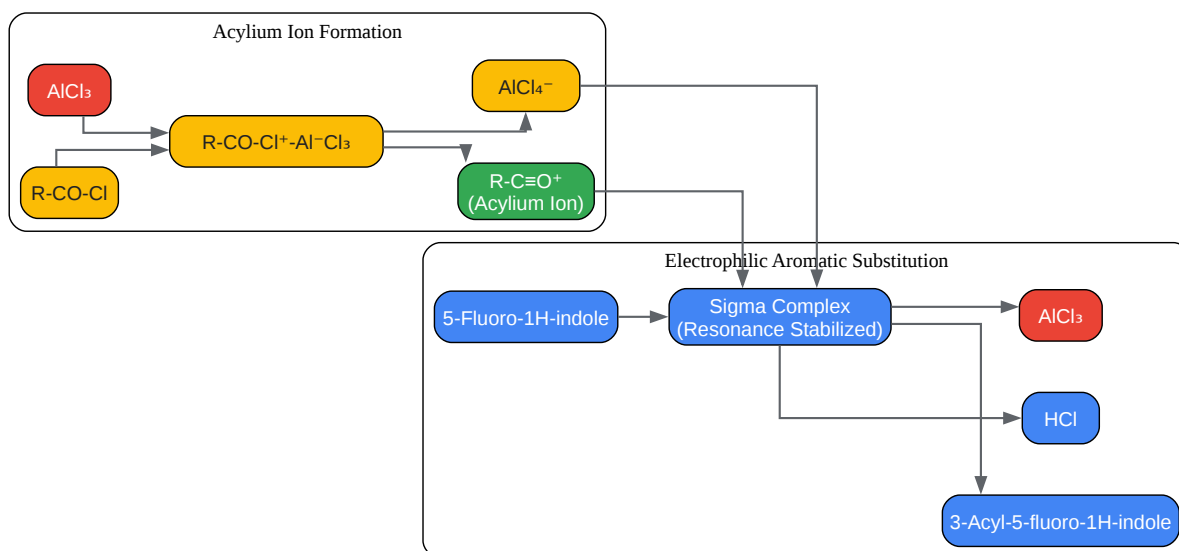 Acylium Ion Formation
AlCl₃
AlCl₄⁻
R-CO-Cl⁺-Al⁻Cl₃
R-CO-Cl
R-C≡O⁺
(Acylium Ion)
Electrophilic Aromatic Substitution
5-Fluoro-1H-indole
Sigma Complex
(Resonance Stabilized)
AlCl₃
HCl
3-Acyl-5-fluoro-1H-indole